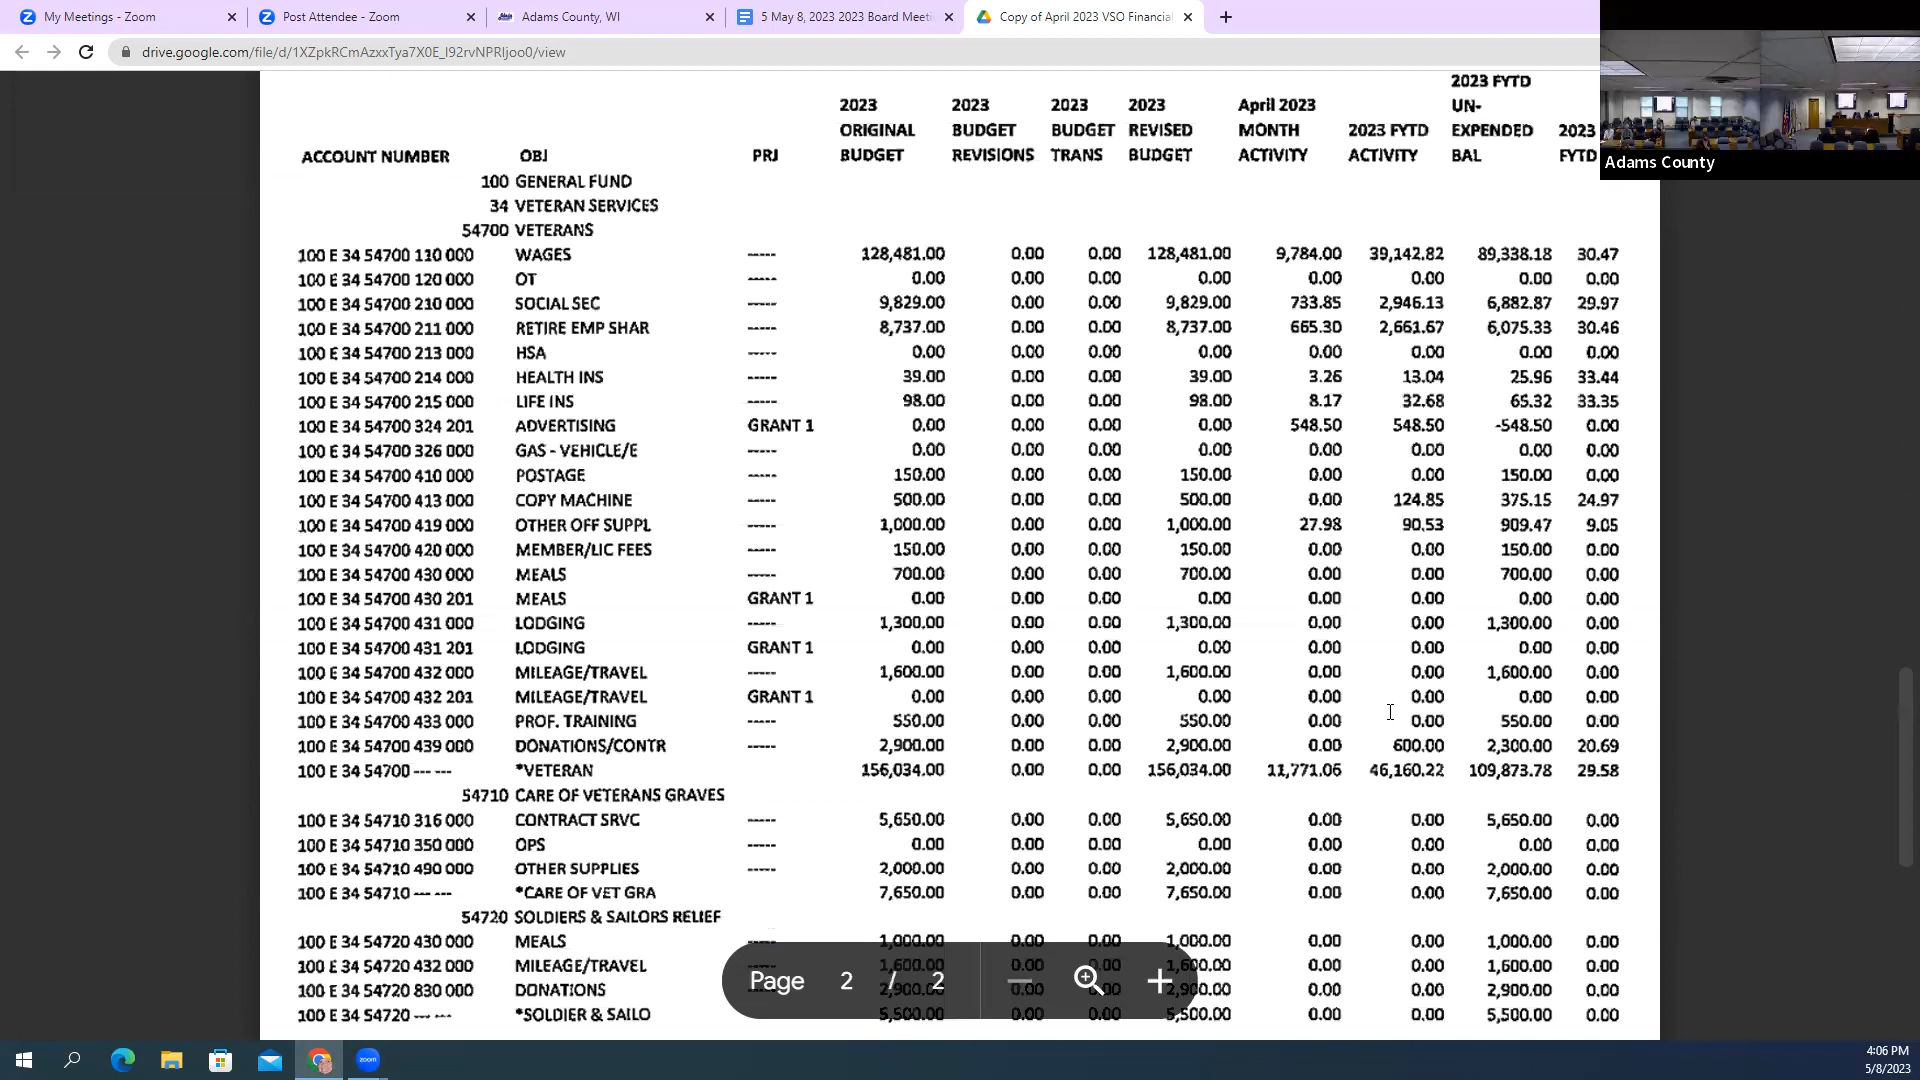 My Meetings - Zoom
Post Attendee - Zoom
Adams County, WI
5 May 8, 2023 2023 Board Meeti
Copy of April 2023 VSO Financia
drive.google.com/file/d/1XZpkRCmAzxxTya7X0E_I92rvNPRIjoo0/view
Adams County
2023 FYTD
2023 2023 2023 2023 April 2023 UN-
ORIGINAL BUDGET BUDGET REVISED MONTH 2023 FYTD EXPENDED 2023
ACCOUNT NUMBER OBJ PRJ BUDGET REVISIONS TRANS BUDGET ACTIVITY ACTIVITY BAL FYTD
100 GENERAL FUND
34 VETERAN SERVICES
54700 VETERANS
100 E 34 54700 110 000 WAGES ----- 128,481.00 0.00 0.00 128,481.00 9,784.00 39,142.82 89,338.18 30.47
100 E 34 54700 120 000 OT ----- 0.00 0.00 0.00 0.00 0.00 0.00 0.00 0.00
100 E 34 54700 210 000 SOCIAL SEC ----- 9,829.00 0.00 0.00 9,829.00 733.85 2,946.13 6,882.87 29.97
100 E 34 54700 211 000 RETIRE EMP SHAR ----- 8,737.00 0.00 0.00 8,737.00 665.30 2,661.67 6,075.33 30.46
100 E 34 54700 213 000 HSA ----- 0.00 0.00 0.00 0.00 0.00 0.00 0.00 0.00
100 E 34 54700 214 000 HEALTH INS ----- 39.00 0.00 0.00 39.00 3.26 13.04 25.96 33.44
100 E 34 54700 215 000 LIFE INS ----- 98.00 0.00 0.00 98.00 8.17 32.68 65.32 33.35
100 E 34 54700 324 201 ADVERTISING GRANT 1 0.00 0.00 0.00 0.00 548.50 548.50 -548.50 0.00
100 E 34 54700 326 000 GAS - VEHICLE/E ----- 0.00 0.00 0.00 0.00 0.00 0.00 0.00 0.00
100 E 34 54700 410 000 POSTAGE ----- 150.00 0.00 0.00 150.00 0.00 0.00 150.00 0.00
100 E 34 54700 413 000 COPY MACHINE ----- 500.00 0.00 0.00 500.00 0.00 124.85 375.15 24.97
100 E 34 54700 419 000 OTHER OFF SUPPL ----- 1,000.00 0.00 0.00 1,000.00 27.98 90.53 909.47 9.05
100 E 34 54700 420 000 MEMBER/LIC FEES ----- 150.00 0.00 0.00 150.00 0.00 0.00 150.00 0.00
100 E 34 54700 430 000 MEALS ----- 700.00 0.00 0.00 700.00 0.00 0.00 700.00 0.00
100 E 34 54700 430 201 MEALS GRANT 1 0.00 0.00 0.00 0.00 0.00 0.00 0.00 0.00
100 E 34 54700 431 000 LODGING ----- 1,300.00 0.00 0.00 1,300.00 0.00 0.00 1,300.00 0.00
100 E 34 54700 431 201 LODGING GRANT 1 0.00 0.00 0.00 0.00 0.00 0.00 0.00 0.00
100 E 34 54700 432 000 MILEAGE/TRAVEL ----- 1,600.00 0.00 0.00 1,600.00 0.00 0.00 1,600.00 0.00
100 E 34 54700 432 201 MILEAGE/TRAVEL GRANT 1 0.00 0.00 0.00 0.00 0.00 0.00 0.00 0.00
100 E 34 54700 433 000 PROF. TRAINING ----- 550.00 0.00 0.00 550.00 0.00 0.00 550.00 0.00
100 E 34 54700 439 000 DONATIONS/CONTR ----- 2,900.00 0.00 0.00 2,900.00 0.00 600.00 2,300.00 20.69
100 E 34 54700 --- --- *VETERAN 156,034.00 0.00 0.00 156,034.00 11,771.06 46,160.22 109,873.78 29.58
54710 CARE OF VETERANS GRAVES
100 E 34 54710 316 000 CONTRACT SRVC ----- 5,650.00 0.00 0.00 5,650.00 0.00 0.00 5,650.00 0.00
100 E 34 54710 350 000 OPS ----- 0.00 0.00 0.00 0.00 0.00 0.00 0.00 0.00
100 E 34 54710 490 000 OTHER SUPPLIES ----- 2,000.00 0.00 0.00 2,000.00 0.00 0.00 2,000.00 0.00
100 E 34 54710 --- --- *CARE OF VET GRA 7,650.00 0.00 0.00 7,650.00 0.00 0.00 7,650.00 0.00
54720 SOLDIERS & SAILORS RELIEF
100 E 34 54720 430 000 MEALS ----- 1,000.00 0.00 0.00 1,000.00 0.00 0.00 1,000.00 0.00
100 E 34 54720 432 000 MILEAGE/TRAVEL ----- 1,600.00 0.00 0.00 1,600.00 0.00 0.00 1,600.00 0.00
100 E 34 54720 830 000 DONATIONS ----- 2,900.00 0.00 0.00 2,900.00 0.00 0.00 2,900.00 0.00
100 E 34 54720 --- --- *SOLDIER & SAILO 5,500.00 0.00 0.00 5,500.00 0.00 0.00 5,500.00 0.00
Page 2 / 2
zoom
4:06 PM
5/8/2023